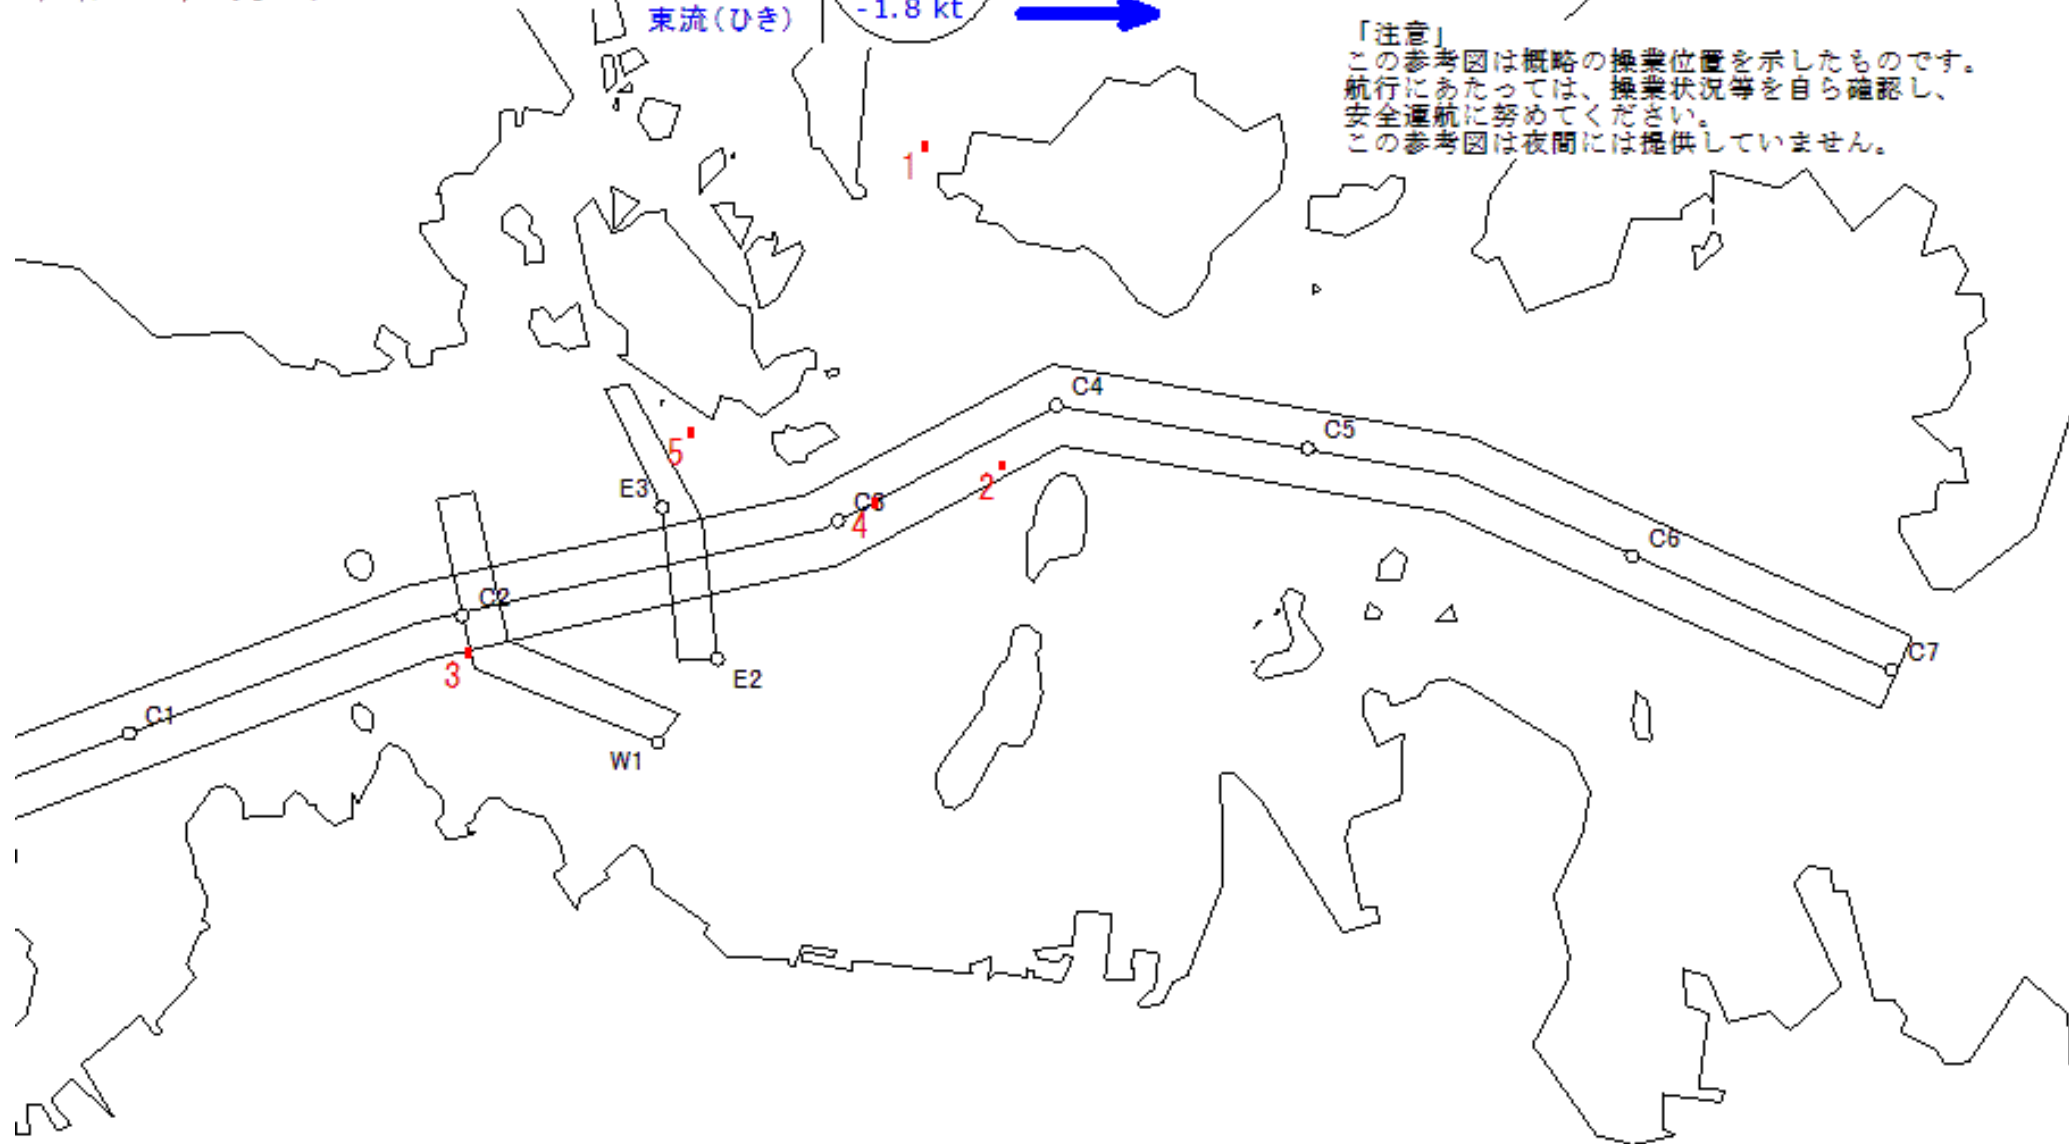 東流(ひき)
-1.8 kt
「注意」
この参考図は概略の操業位置を示したものです。
航行にあたっては、操業状況等を自ら確認し、
安全運航に努めてください。
この参考図は夜間には提供していません。
1
C4
C5
5
2
E3
C3
4
C6
C2
3
E2
C7
C1
W1